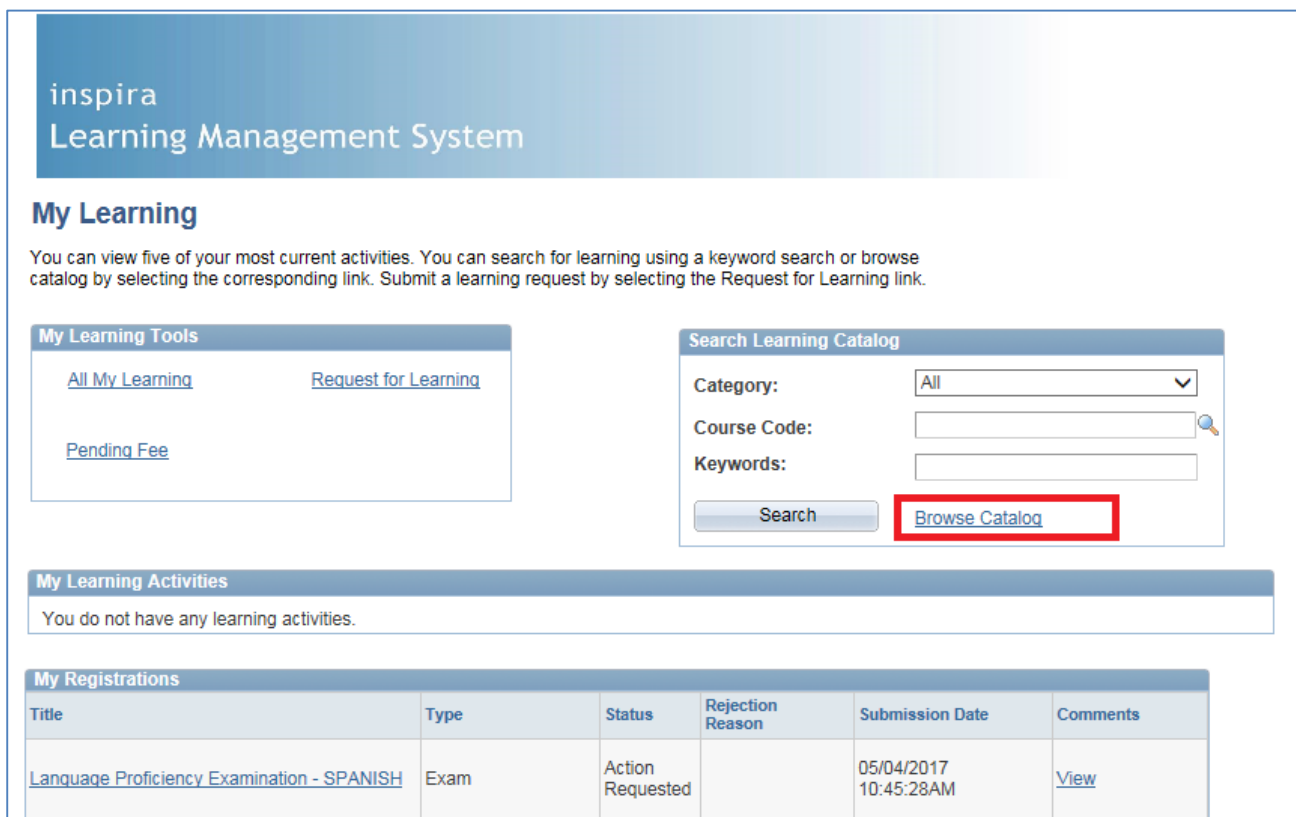 inspira
Learning Management System
My Learning
You can view five of your most current activities. You can search for learning using a keyword search or browse
catalog by selecting the corresponding link. Submit a learning request by selecting the Request for Learning link.
My Learning Tools
All My Learning
Request for Learning
Pending Fee
Search Learning Catalog
Category:
All
Course Code:
Keywords:
Search
Browse Catalog
My Learning Activities
You do not have any learning activities.
My Registrations
Title
Type
Status
Rejection
Reason
Submission Date
Comments
Language Proficiency Examination - SPANISH
Exam
Action
Requested
05/04/2017
10:45:28AM
View